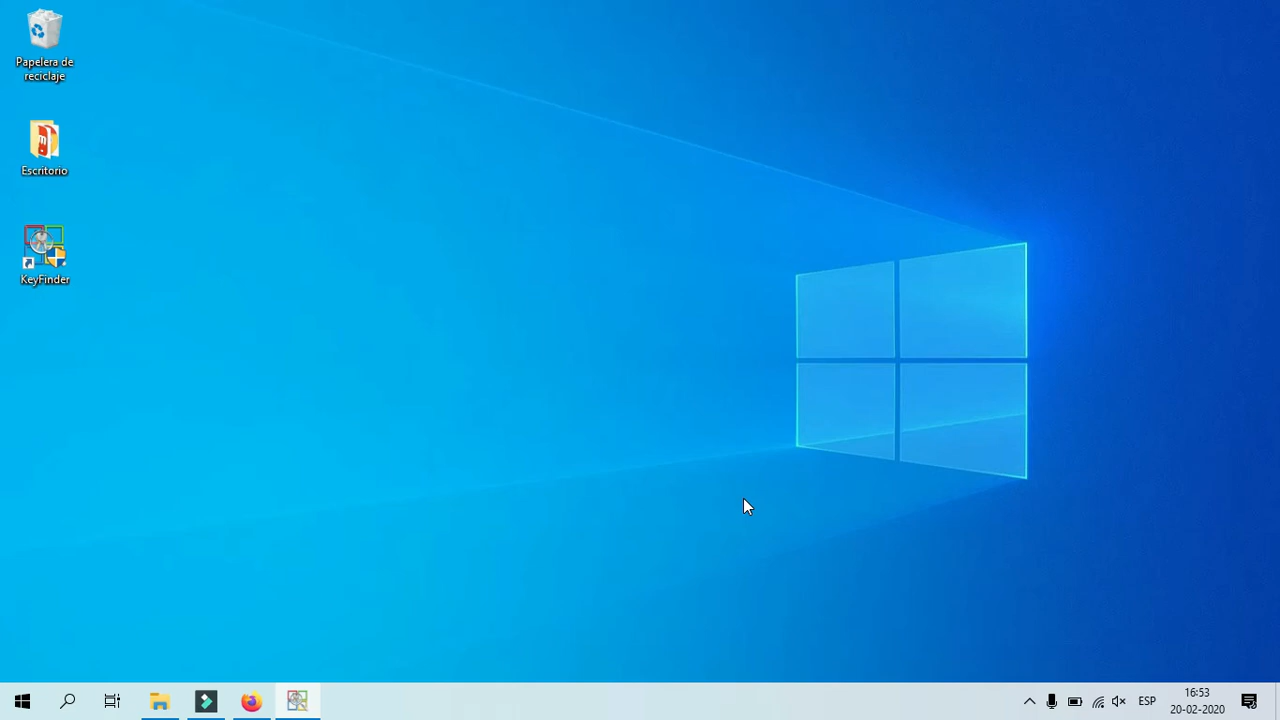 Papelera de
reciclaje
Escritorio
KeyFinder
ESP
16:53
20-02-2020